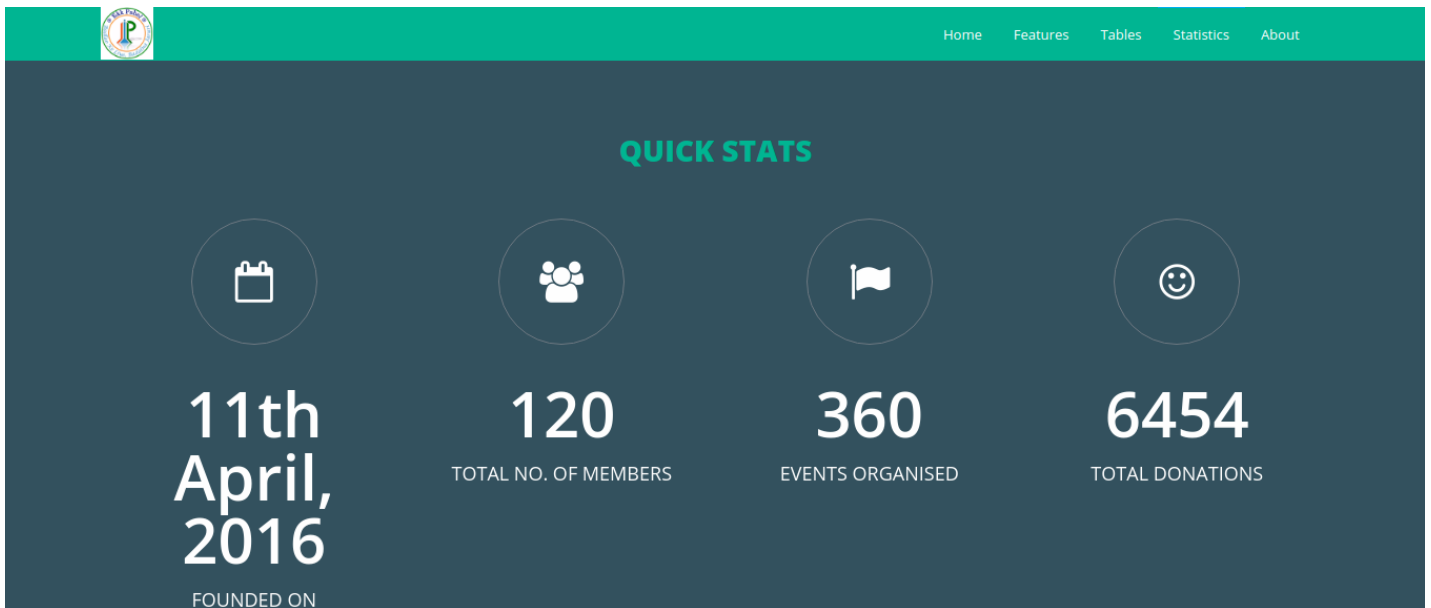 Home Features Tables Statistics About
QUICK STATS
11th
April,
2016
FOUNDED ON
120
TOTAL NO. OF MEMBERS
360
EVENTS ORGANISED
6454
TOTAL DONATIONS